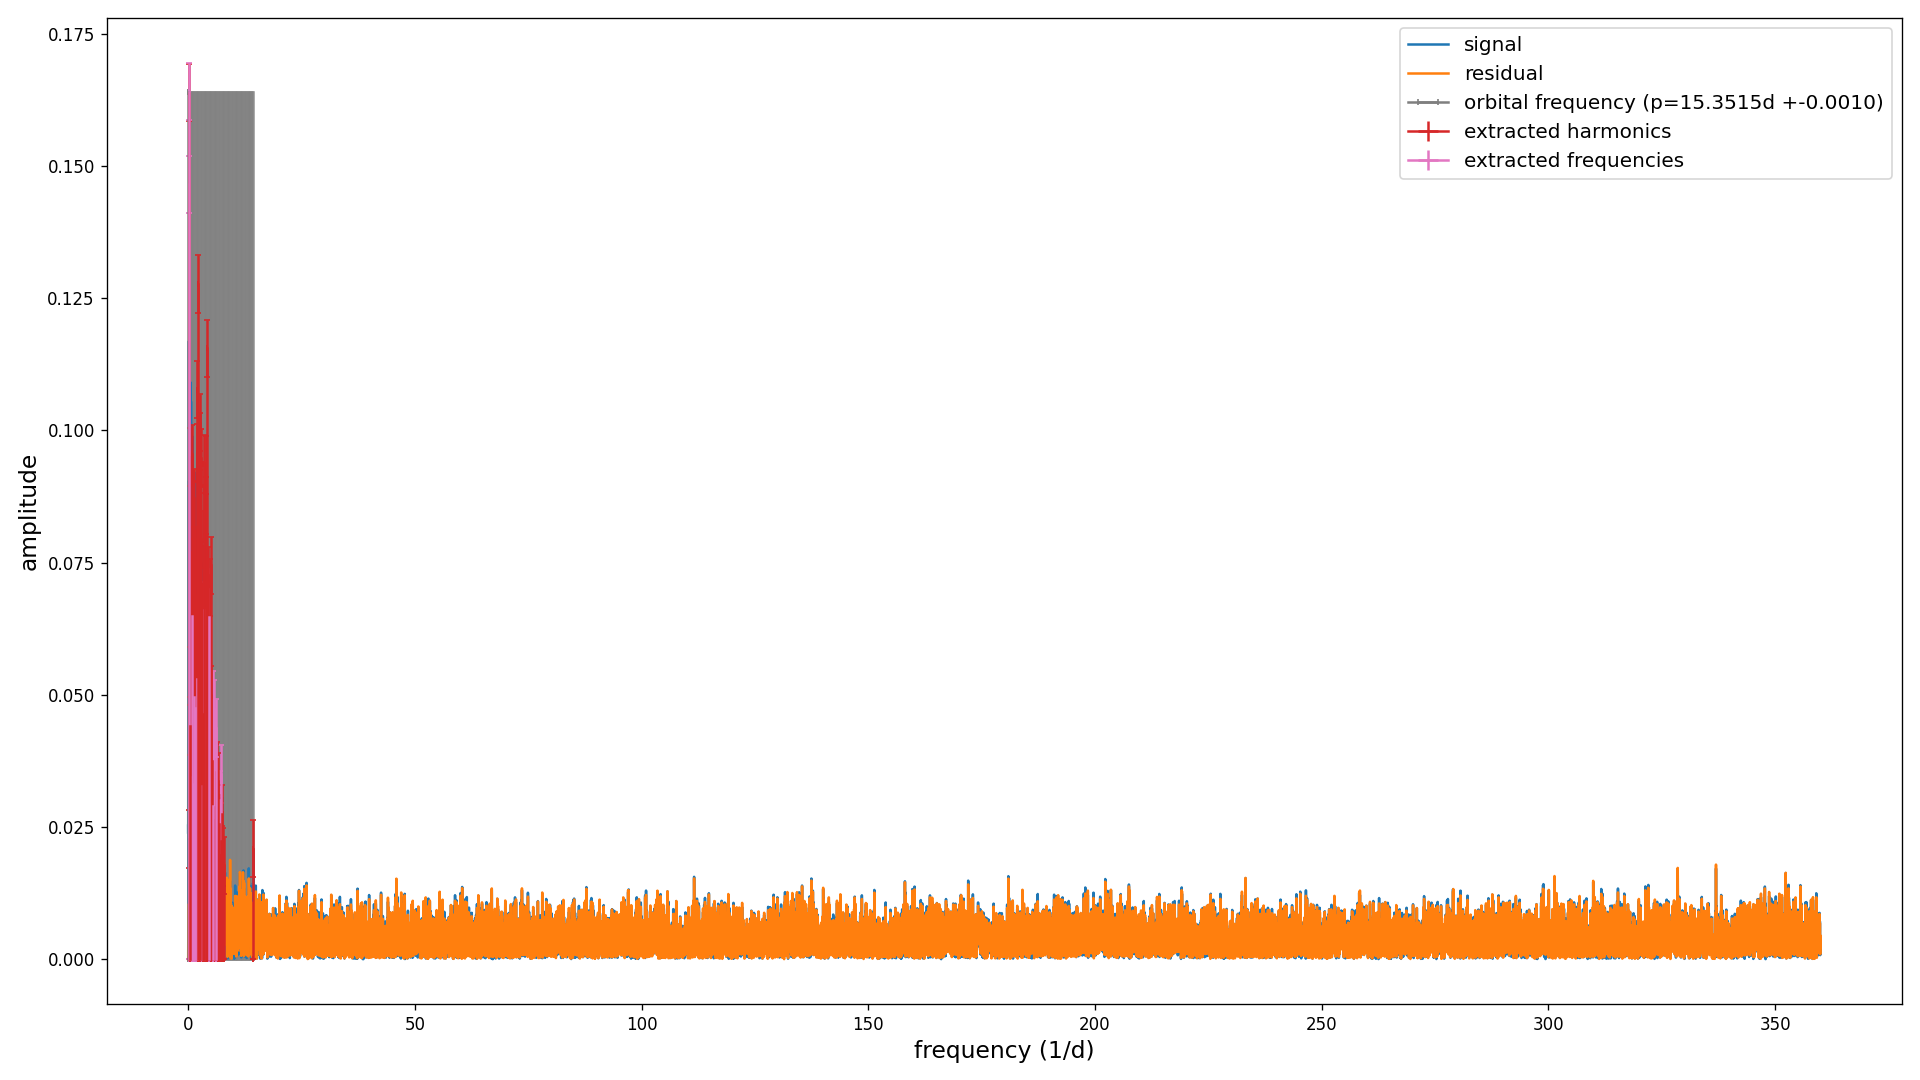 signal
residual
orbital frequency (p=15.3515d +-0.0010)
extracted harmonics
extracted frequencies
0.175
0.150
0.125
0.100
0.075
0.050
0.025
0.000
amplitude
0 50 100 150 200 250 300 350
frequency (1/d)